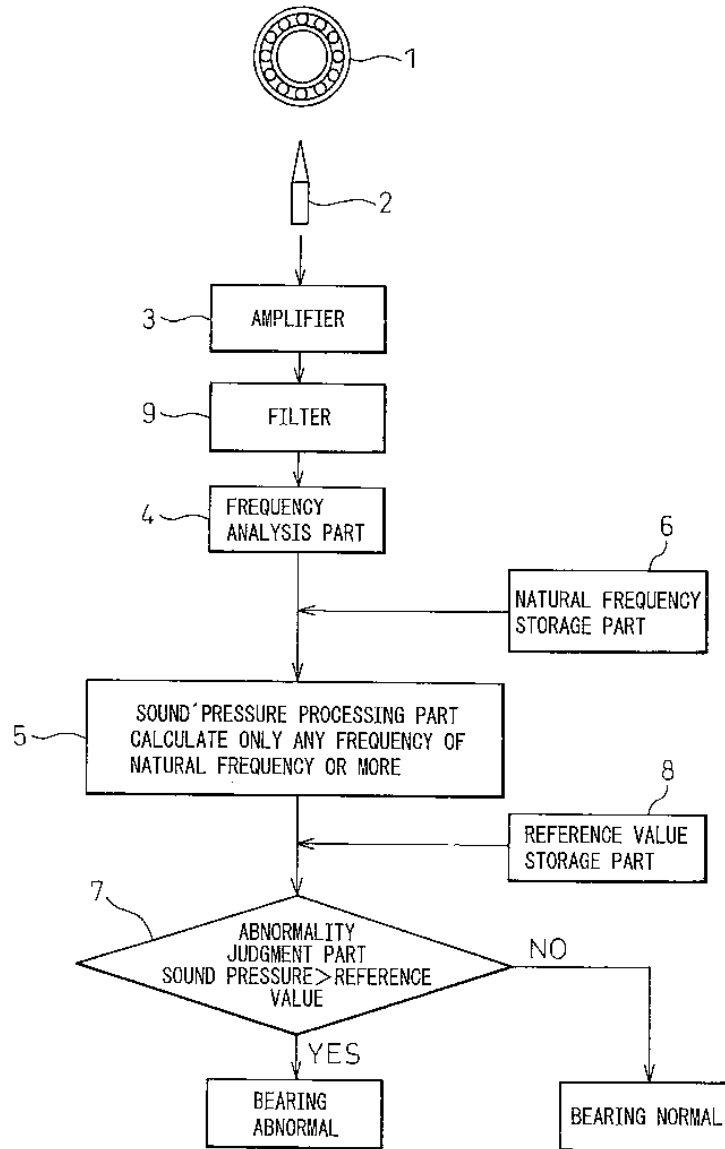 1
2
3
AMPLIFIER
9
FILTER
4
FREQUENCY
ANALYSIS PART
6
NATURAL FREQUENCY
STORAGE PART
5
SOUND'PRESSURE PROCESSING PART
CALCULATE ONLY ANY FREQUENCY OF
NATURAL FREQUENCY OR MORE
8
REFERENCE VALUE
STORAGE PART
7
ABNORMALITY
JUDGMENT PART
SOUND PRESSURE>REFERENCE
VALUE
NO
YES
BEARING
ABNORMAL
BEARING NORMAL